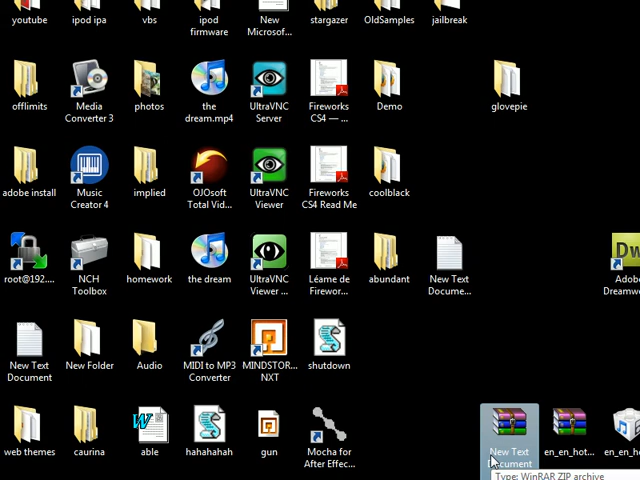 youtube
ipod ipa
vbs
ipod
firmware
New
Microsof...
stargazer
OldSamples
jailbreak
offlimits
Media
Converter 3
photos
the
dream.mp4
UltraVNC
Server
Fireworks
CS4 — ...
Demo
glovepie
adobe install
Music
Creator 4
implied
OJOsoft
Total Vid...
UltraVNC
Viewer
Fireworks
CS4 Read Me
coolblack
root@192....
NCH
Toolbox
homework
the dream
UltraVNC
Viewer ...
Léame de
Firewor...
abundant
New Text
Docume...
Dw
Adobe
Dreamw
New Text
Document
New Folder
Audio
MIDI to MP3
Converter
MINDSTOR...
NXT
shutdown
web themes
caurina
W
able
hahahahah
gun
Mocha for
After Effec...
New Text
Document
en_en_hot...
en_en_ho
Type: WinRAR ZIP archive